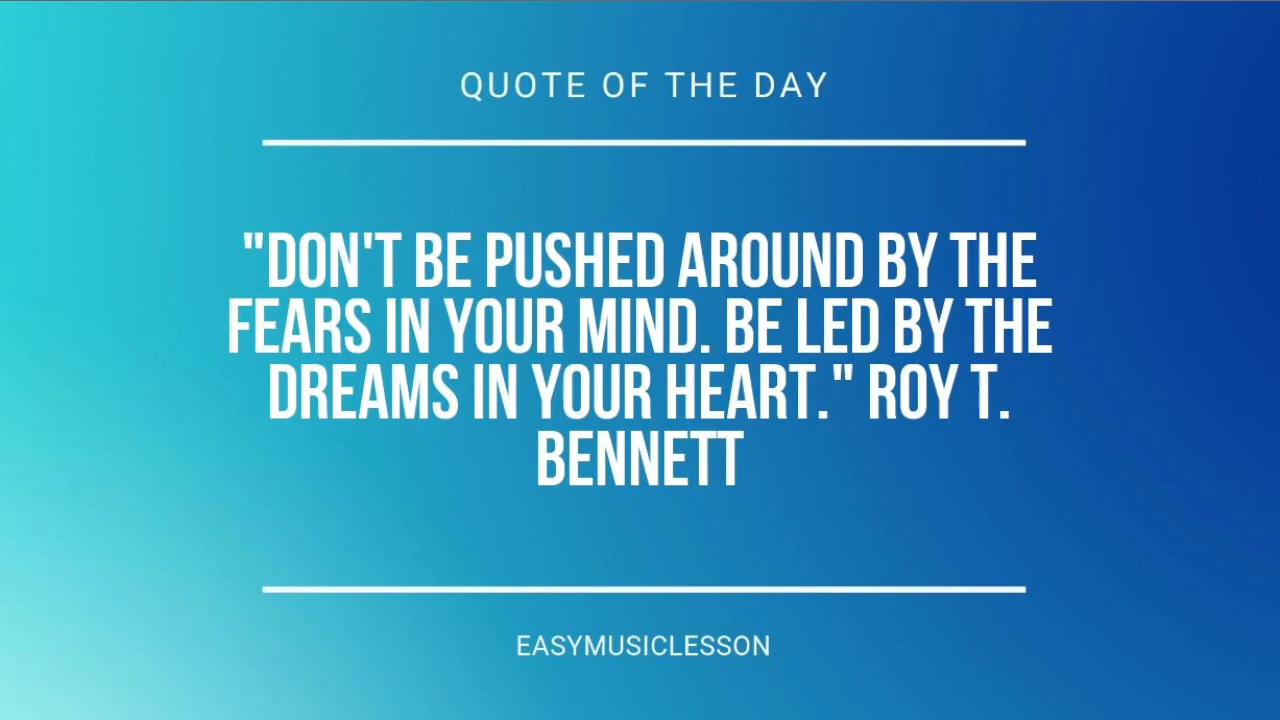 QUOTE OF THE DAY
"DON'T BE PUSHED AROUND BY THE
FEARS IN YOUR MIND. BE LED BY THE
DREAMS IN YOUR HEART." ROY T.
BENNETT
EASYMUSICLESSON